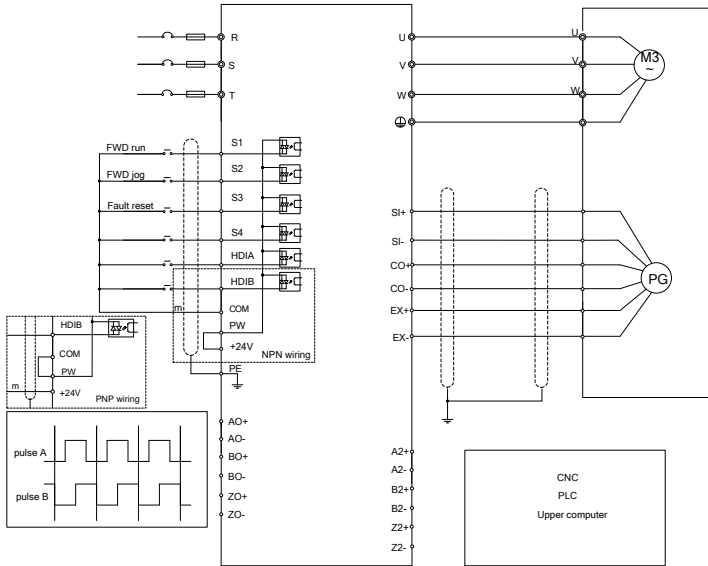 R
S
T
U
V
W
U
V
W
M3
~
FWD run
S1
FWD jog
S2
Fault reset
S3
S4
HDIA
HDIB
m
COM
PW
+24V
NPN wiring
PE
HDIB
COM
PW
m
+24V
PNP wiring
SI+
SI-
CO+
CO-
EX+
EX-
PG
pulse A
pulse B
AO+
AO-
BO+
BO-
ZO+
ZO-
A2+
A2-
B2+
B2-
Z2+
Z2-
CNC
PLC
Upper computer